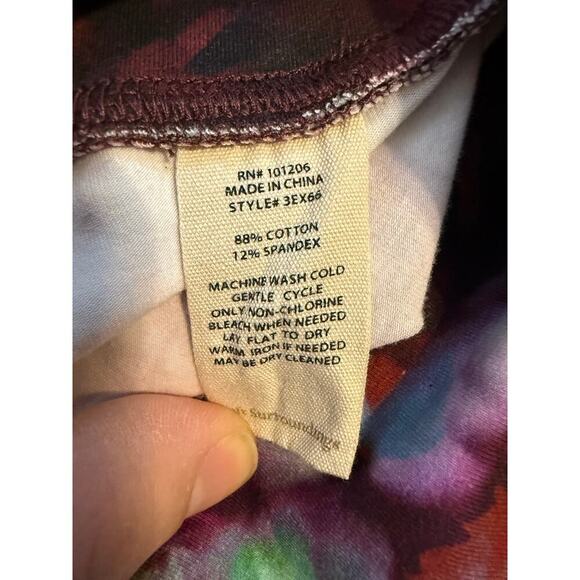 RN# 101206
MADE IN CHINA
STYLE# 3EX66
88% COTTON
12% SPANDEX
MACHINE WASH COLD
GENTLE CYCLE
ONLY NON-CHLORINE
BLEACH WHEN NEEDED
LAY FLAT TO DRY
WARM IRON IF NEEDED
MAY BE DRY CLEANED
surroundings